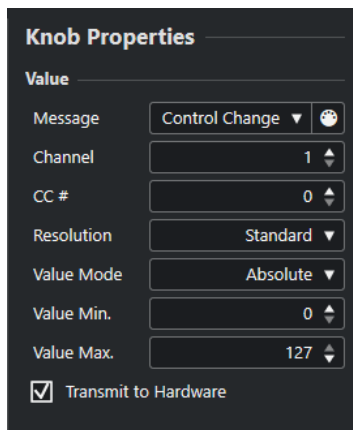 Knob Properties
Value
Message Control Change
Channel 1
CC # 0
Resolution Standard
Value Mode Absolute
Value Min. 0
Value Max. 127
Transmit to Hardware